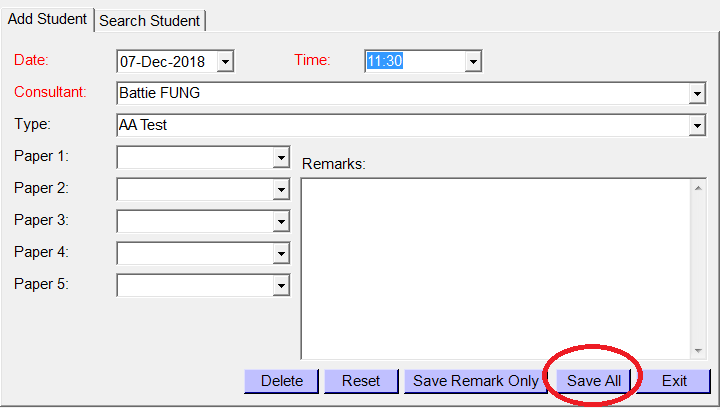 Add Student Search Student
Date: 07-Dec-2018 Time: 11:30
Consultant: Battie FUNG
Type: AA Test
Paper 1:
Remarks:
Paper 2:
Paper 3:
Paper 4:
Paper 5:
Delete Reset Save Remark Only Save All Exit